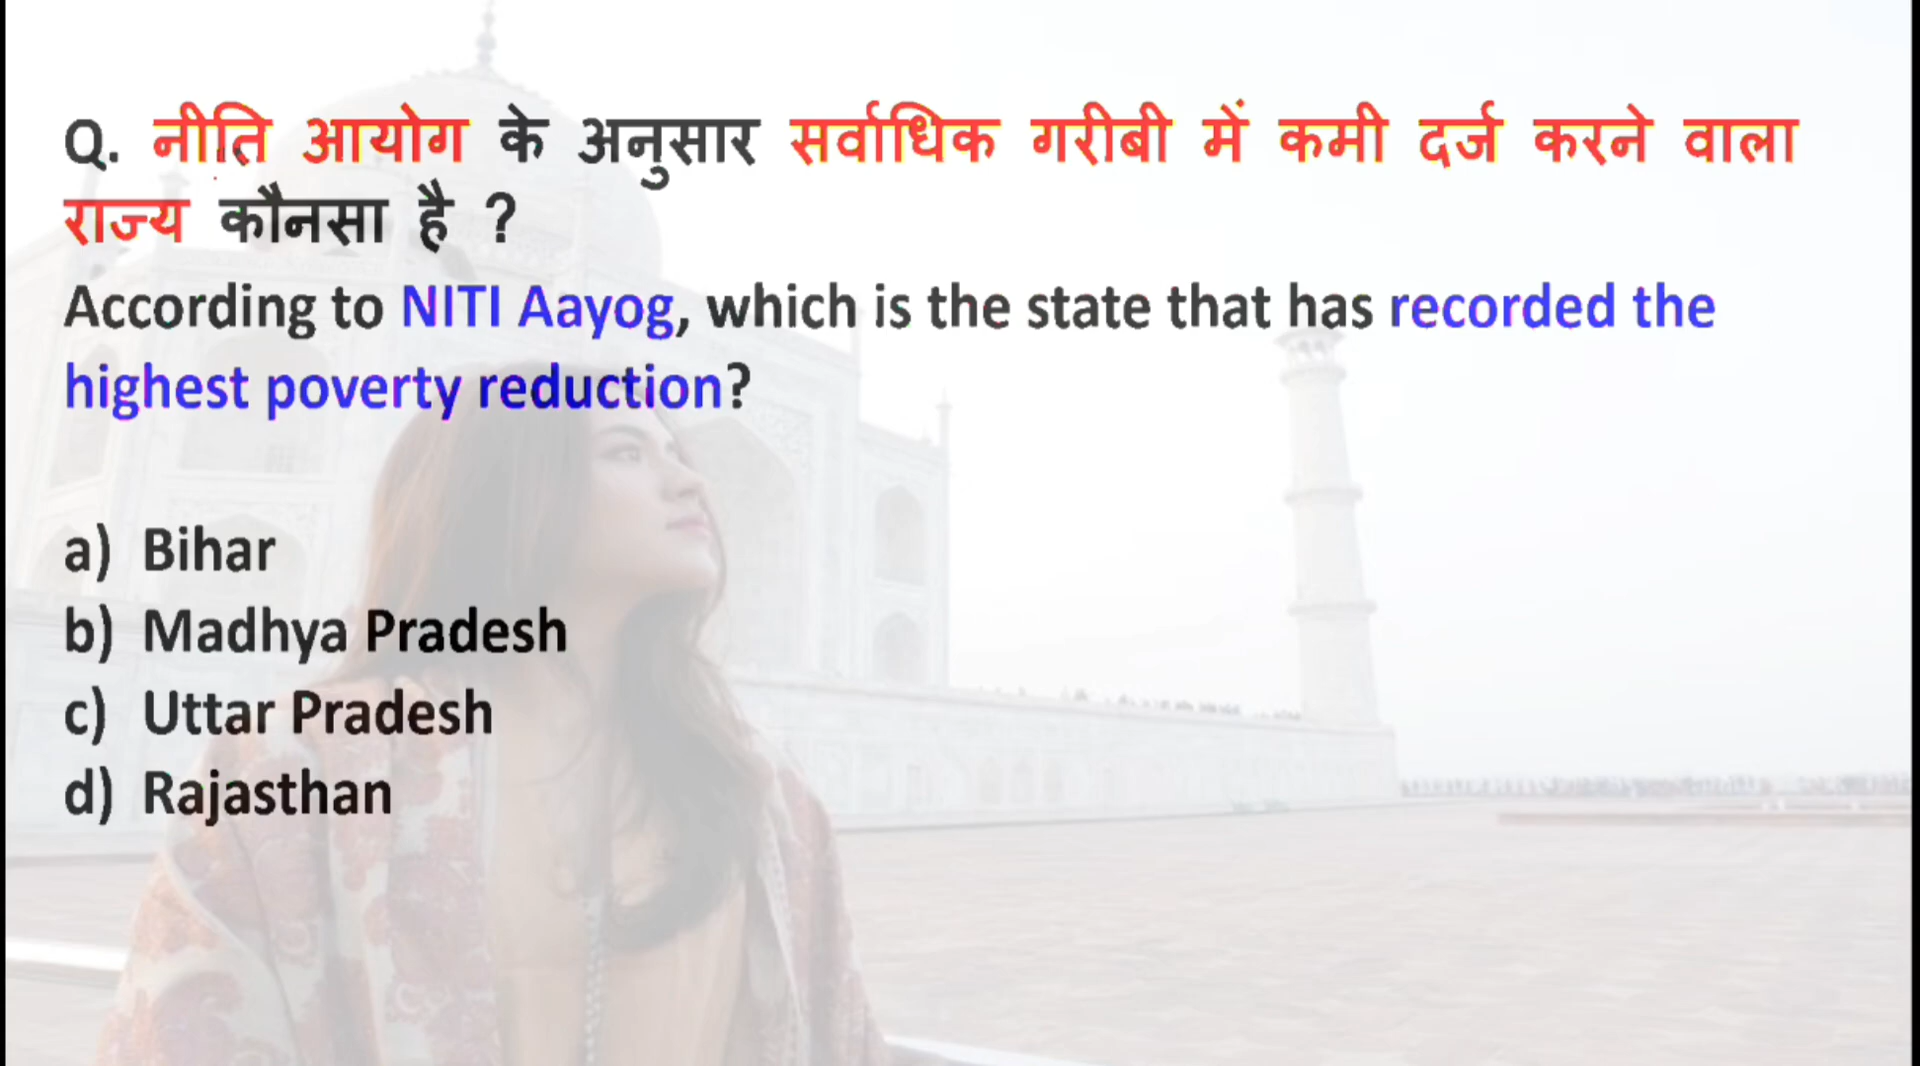 Q. नीति आयोग के अनुसार सर्वाधिक गरीबी में कमी दर्ज करने वाला
राज्य कौनसा है ?
According to NITI Aayog, which is the state that has recorded the
highest poverty reduction?
a) Bihar
b) Madhya Pradesh
c) Uttar Pradesh
d) Rajasthan